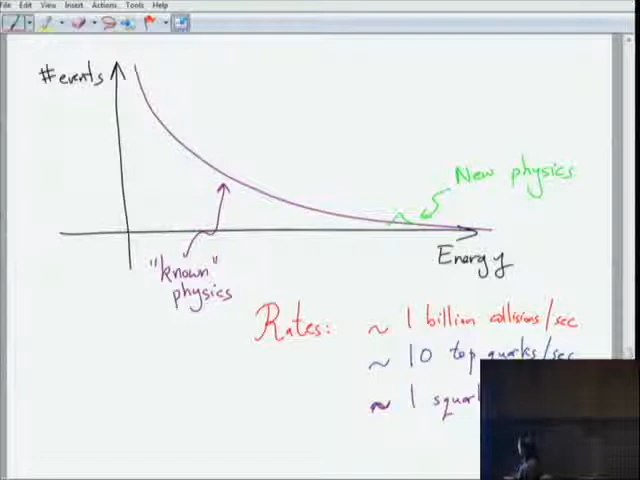 File Edit View Insert Actions Tools Help
#events
New physics
Energy
"known"
physics
Rates: ~ 1 billion collisions/sec
~ 10 top quarks/sec
~ 1